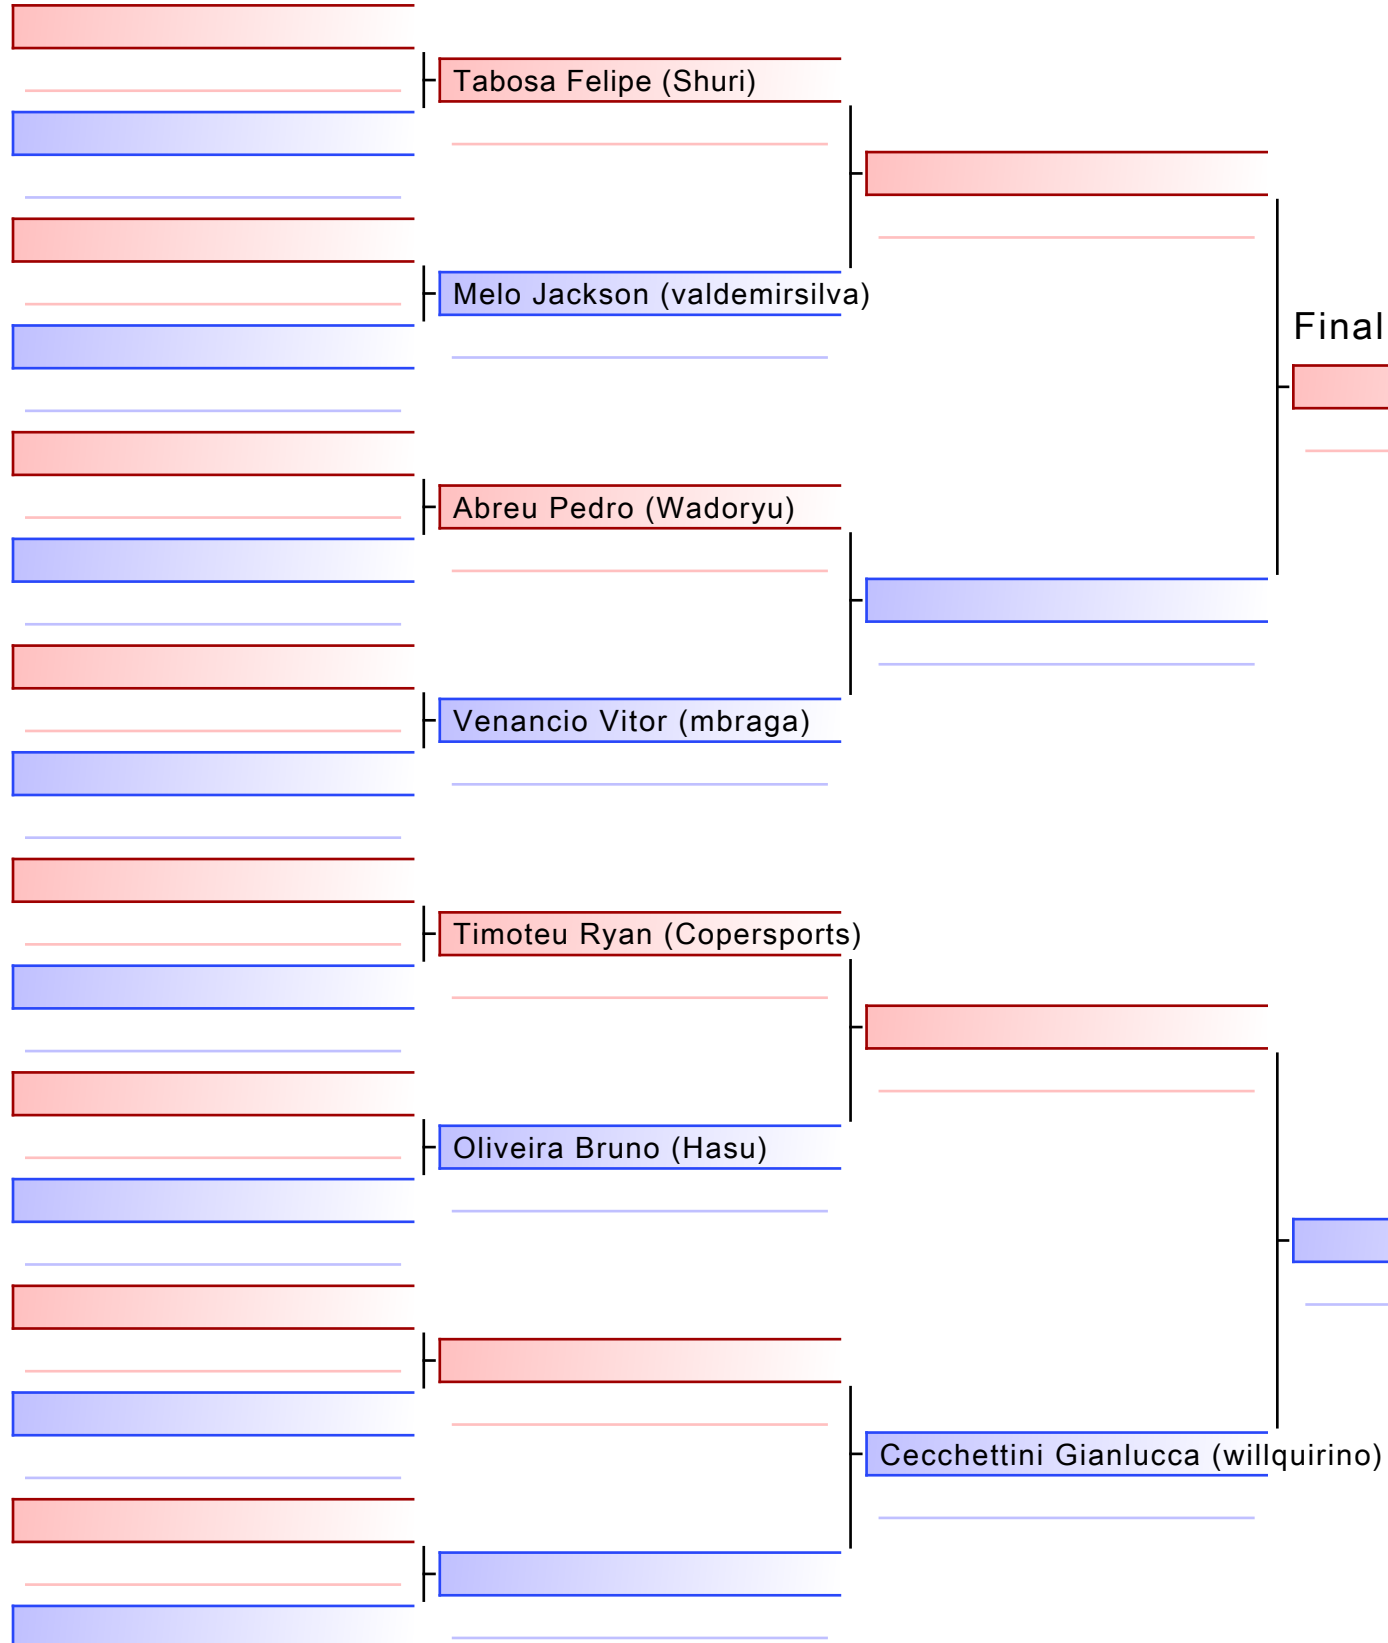 Tabosa Felipe (Shuri)
Melo Jackson (valdemirsilva)
Final
Abreu Pedro (Wadoryu)
Venancio Vitor (mbraga)
Timoteu Ryan (Copersports)
Oliveira Bruno (Hasu)
Cecchettini Gianlucca (willquirino)